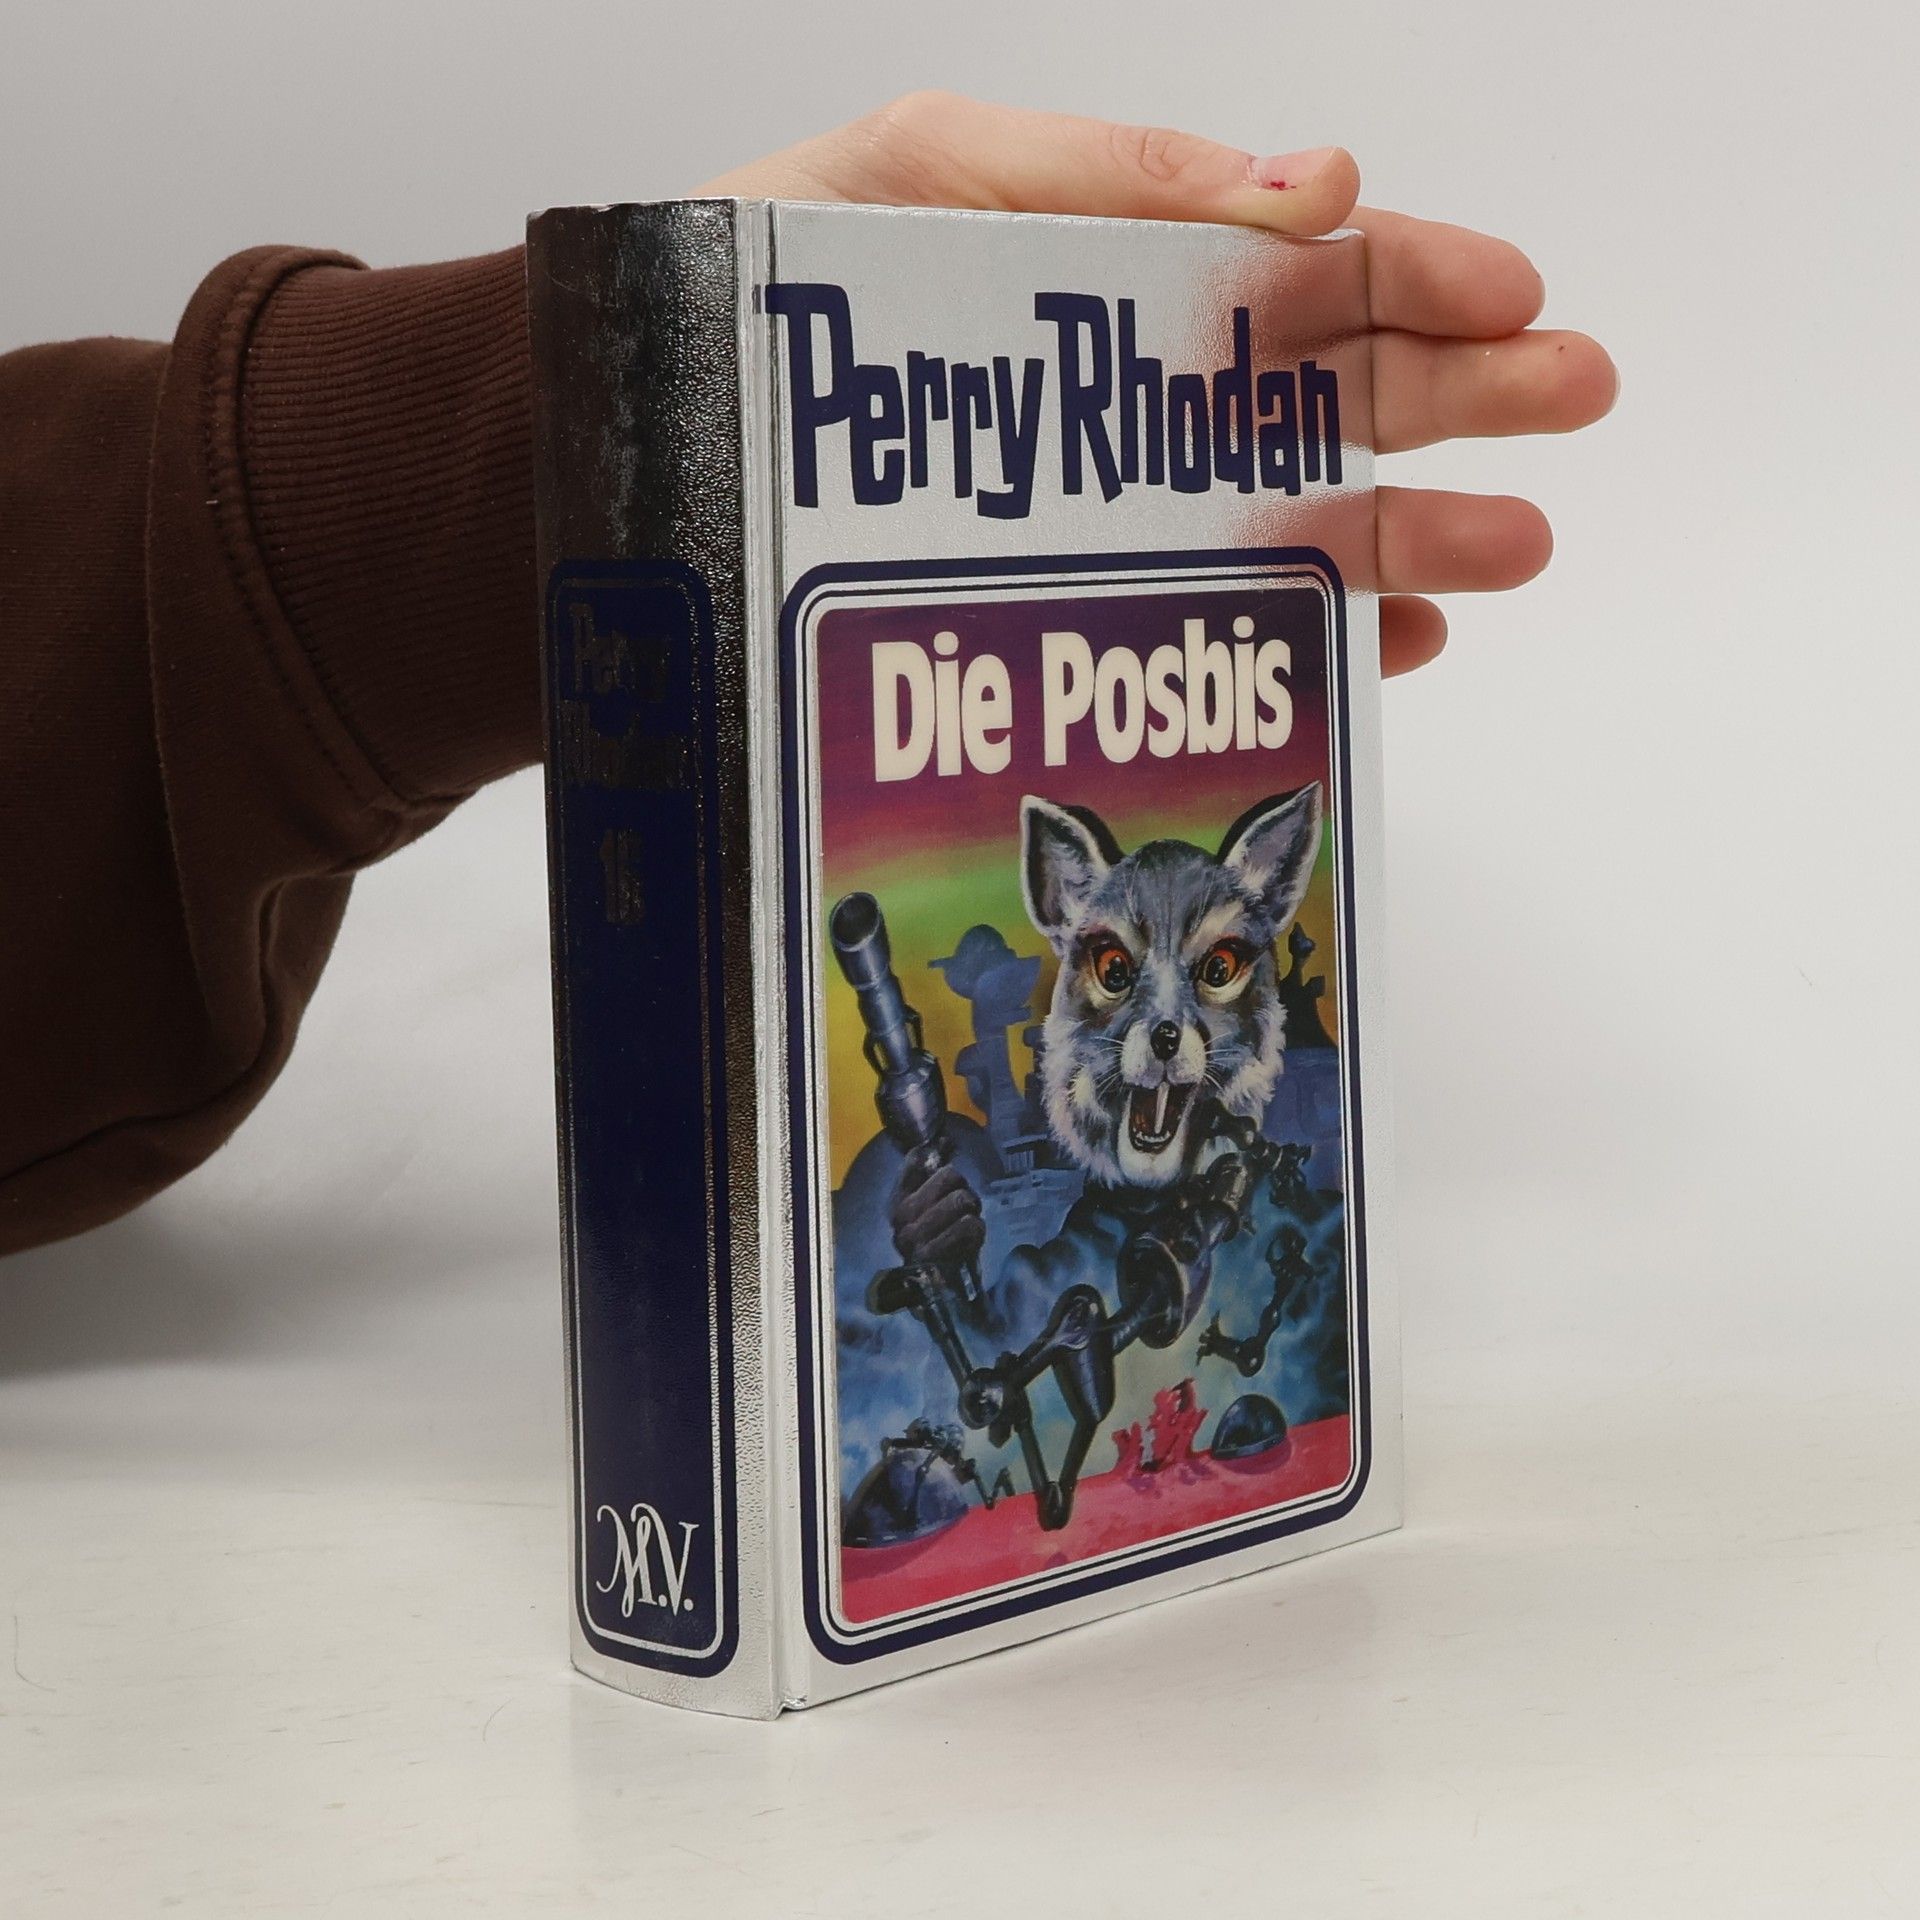 Perry Rhodan
Die Posbis
Perry
Rhodan
16
M.V.